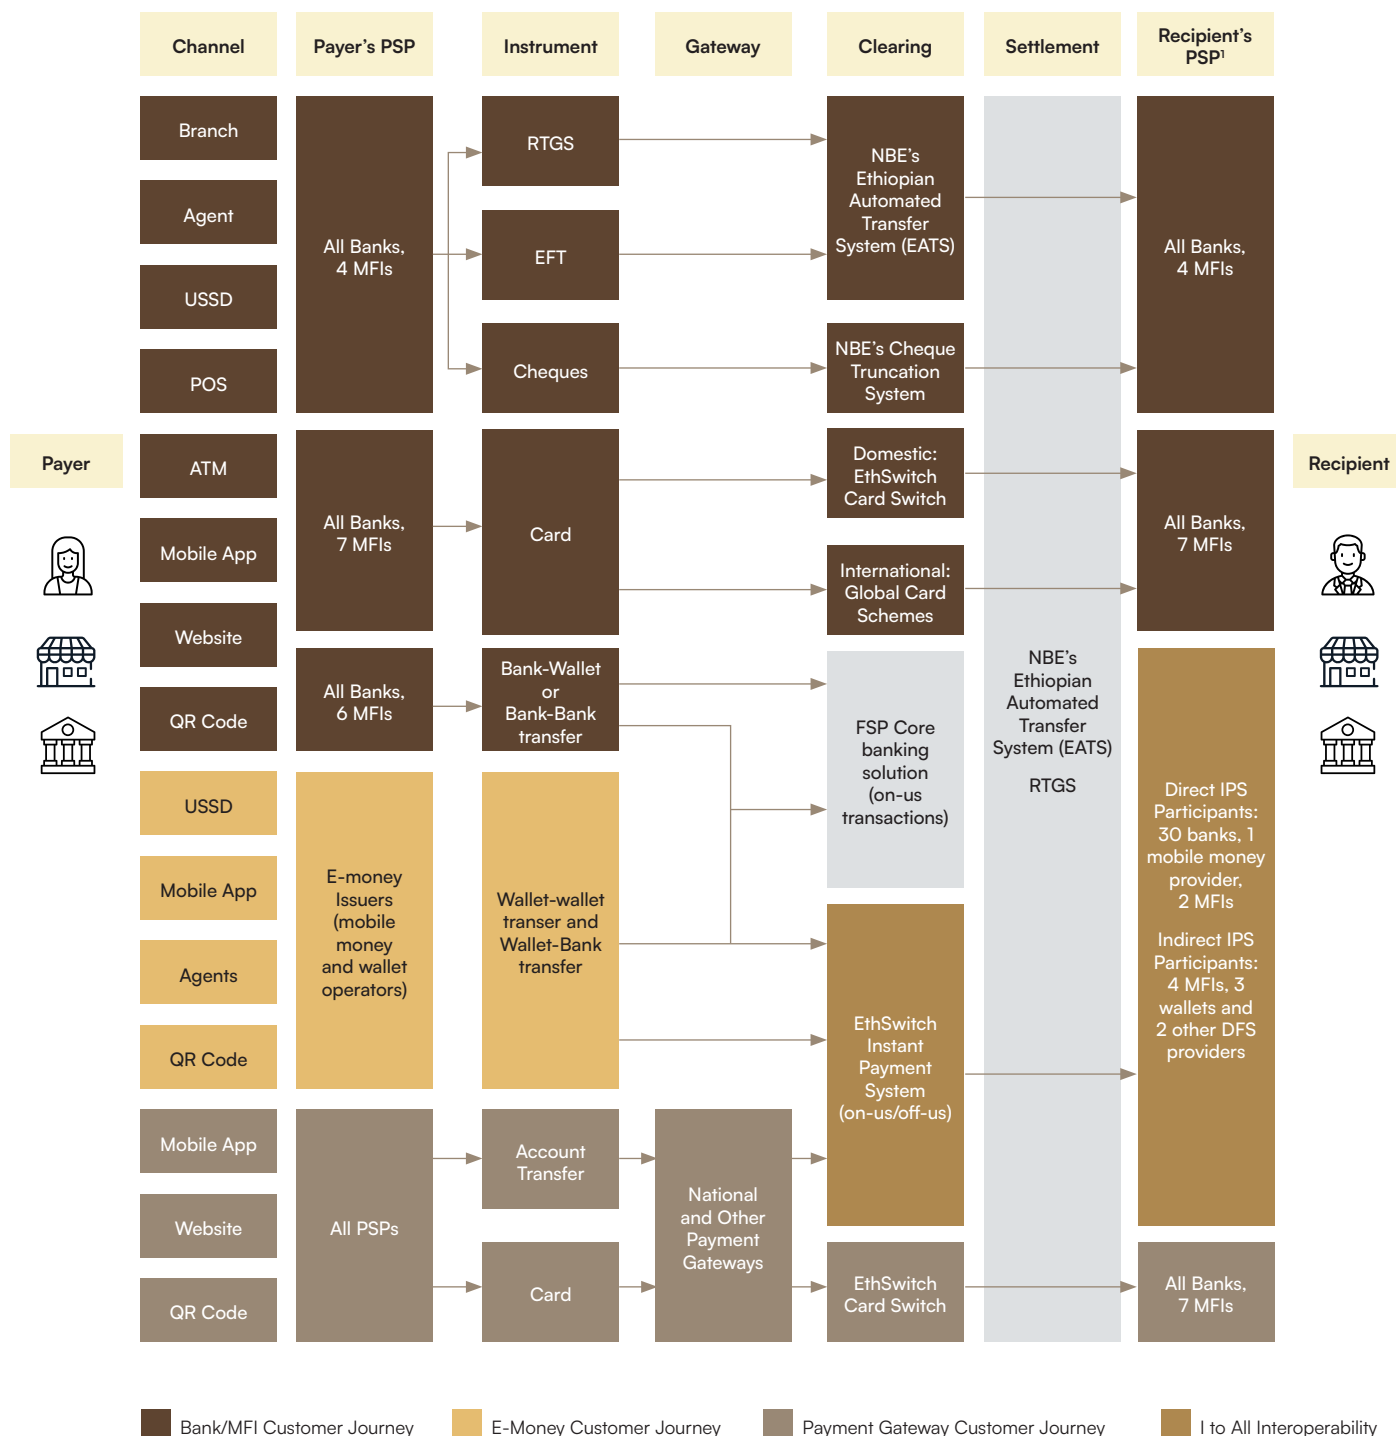 Channel
Payer's PSP
Instrument
Gateway
Clearing
Settlement
Recipient's
PSP¹
Payer
Branch
Agent
USSD
POS
ATM
Mobile App
Website
QR Code
USSD
Mobile App
Agents
QR Code
Mobile App
Website
QR Code
All Banks,
4 MFIs
All Banks,
7 MFIs
All Banks,
6 MFIs
E-money
Issuers
(mobile
money
and wallet
operators)
All PSPs
RTGS
EFT
Cheques
Card
Bank-Wallet
or
Bank-Bank
transfer
Wallet-wallet
transer and
Wallet-Bank
transfer
Account
Transfer
Card
National
and Other
Payment
Gateways
NBE's
Ethiopian
Automated
Transfer
System (EATS)
NBE's Cheque
Truncation
System
Domestic:
EthSwitch
Card Switch
International:
Global Card
Schemes
FSP Core
banking
solution
(on-us
transactions)
EthSwitch
Instant
Payment
System
(on-us/off-us)
EthSwitch
Card Switch
NBE's
Ethiopian
Automated
Transfer
System (EATS)
RTGS
All Banks,
4 MFIs
All Banks,
7 MFIs
Direct IPS
Participants:
30 banks, 1
mobile money
provider,
2 MFIs
Indirect IPS
Participants:
4 MFIs, 3
wallets and
2 other DFS
providers
All Banks,
7 MFIs
Recipient
Bank/MFI Customer Journey
E-Money Customer Journey
Payment Gateway Customer Journey
I to All Interoperability